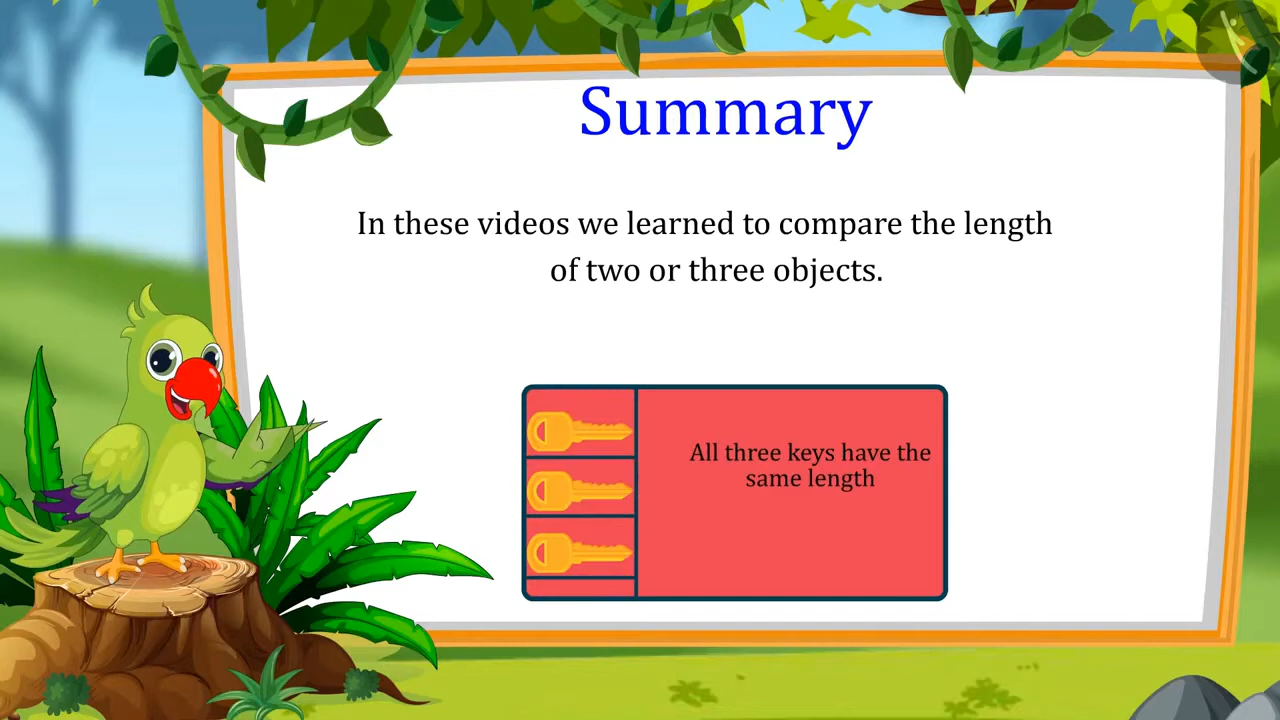 Summary
In these videos we learned to compare the length
of two or three objects.
All three keys have the
same length